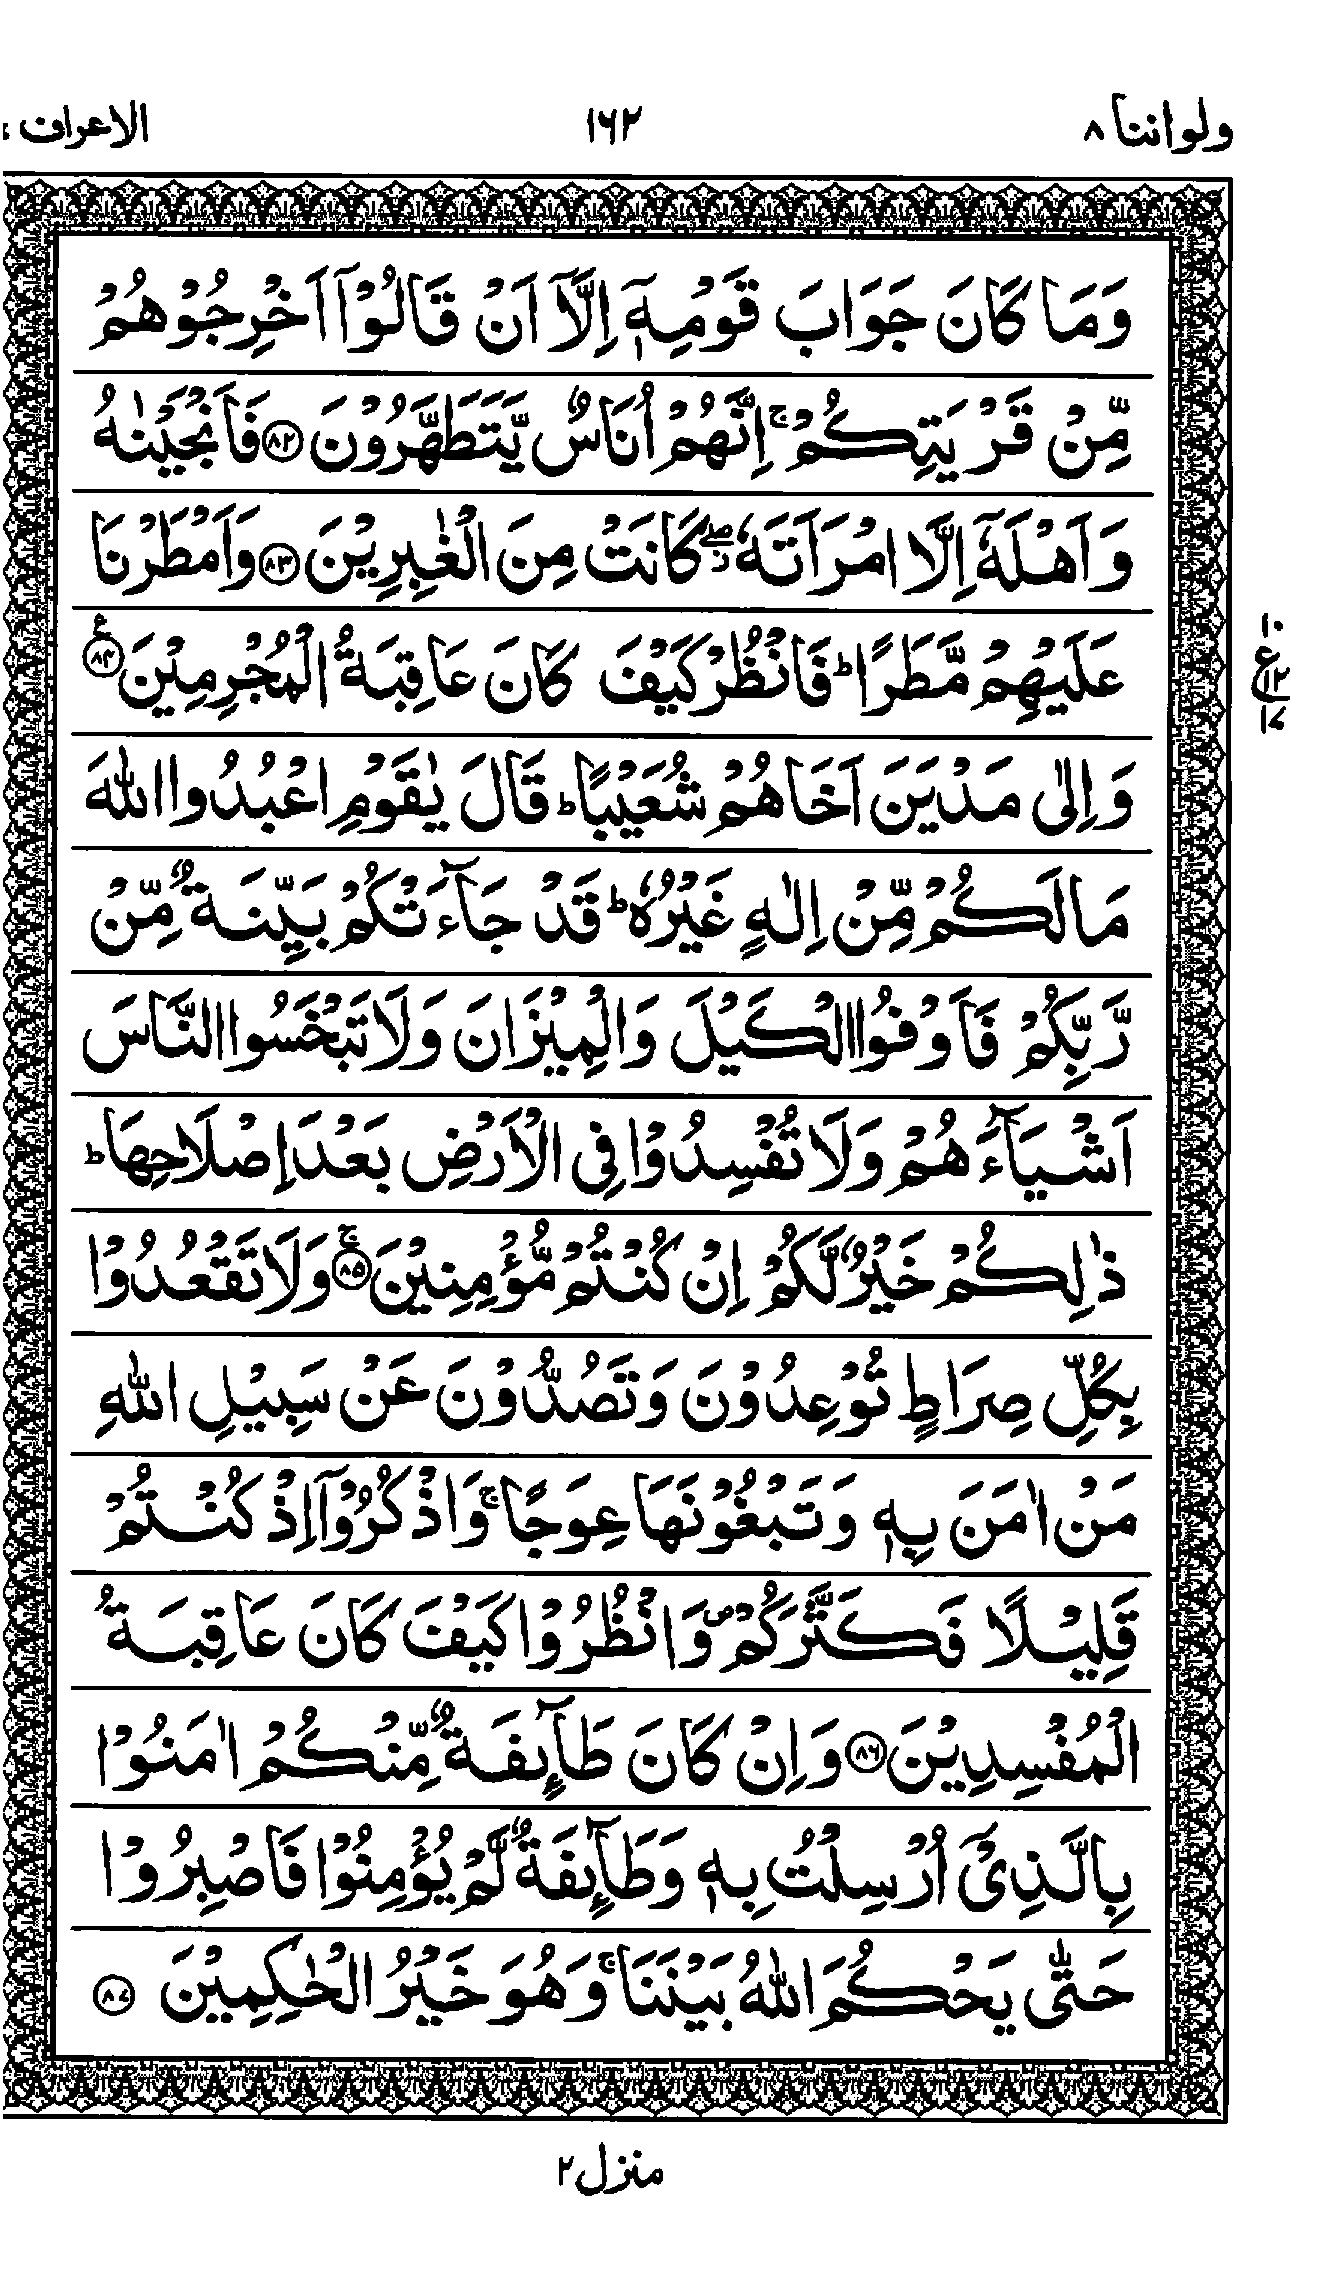 ولواننا ٨ ١٦٢ الاعراف
وَمَا كَانَ جَوَابَ قَوْمِهٖۤ اِلَّاۤ اَنْ قَالُوْۤا اَخْرِجُوْهُمْ
مِّنْ قَرْيَتِكُمْ ۚ اِنَّهُمْ اُنَاسٌ يَّتَطَهَّرُوْنَ ﴿٨٢﴾ فَاَنْجَيْنٰهُ
وَاَهْلَهٗۤ اِلَّا امْرَاَتَهٗ ۖ٘ كَانَتْ مِنَ الْغٰبِرِيْنَ ﴿٨٣﴾ وَاَمْطَرْنَا
عَلَيْهِمْ مَّطَرًا ؕ فَانْظُرْ كَيْفَ كَانَ عَاقِبَةُ الْمُجْرِمِيْنَ ﴿٨٤﴾ ع
١٠
ع ١٢
١٧
وَاِلٰى مَدْيَنَ اَخَاهُمْ شُعَيْبًا ؕ قَالَ يٰقَوْمِ اعْبُدُوا اللّٰهَ
مَا لَكُمْ مِّنْ اِلٰهٍ غَيْرُهٗ ؕ قَدْ جَآءَتْكُمْ بَيِّنَةٌ مِّنْ
رَّبِّكُمْ فَاَوْفُوا الْكَيْلَ وَالْمِيْزَانَ وَلَا تَبْخَسُوا النَّاسَ
اَشْيَآءَهُمْ وَلَا تُفْسِدُوْا فِى الْاَرْضِ بَعْدَ اِصْلَاحِهَا ؕ
ذٰلِكُمْ خَيْرٌ لَّكُمْ اِنْ كُنْتُمْ مُّؤْمِنِيْنَ ۚ ﴿٨٥﴾ وَلَا تَقْعُدُوْا
بِكُلِّ صِرَاطٍ تُوْعِدُوْنَ وَتَصُدُّوْنَ عَنْ سَبِيْلِ اللّٰهِ
مَنْ اٰمَنَ بِهٖ وَتَبْغُوْنَهَا عِوَجًا ۚ وَاذْكُرُوْۤا اِذْ كُنْتُمْ
قَلِيْلًا فَكَثَّرَكُمْ ۪ وَانْظُرُوْا كَيْفَ كَانَ عَاقِبَةُ
الْمُفْسِدِيْنَ ﴿٨٦﴾ وَاِنْ كَانَ طَآئِفَةٌ مِّنْكُمْ اٰمَنُوْا
بِالَّذِىْۤ اُرْسِلْتُ بِهٖ وَطَآئِفَةٌ لَّمْ يُؤْمِنُوْا فَاصْبِرُوْا
حَتّٰى يَحْكُمَ اللّٰهُ بَيْنَنَا ۚ وَهُوَ خَيْرُ الْحٰكِمِيْنَ ﴿٨٧﴾
منزل ٢